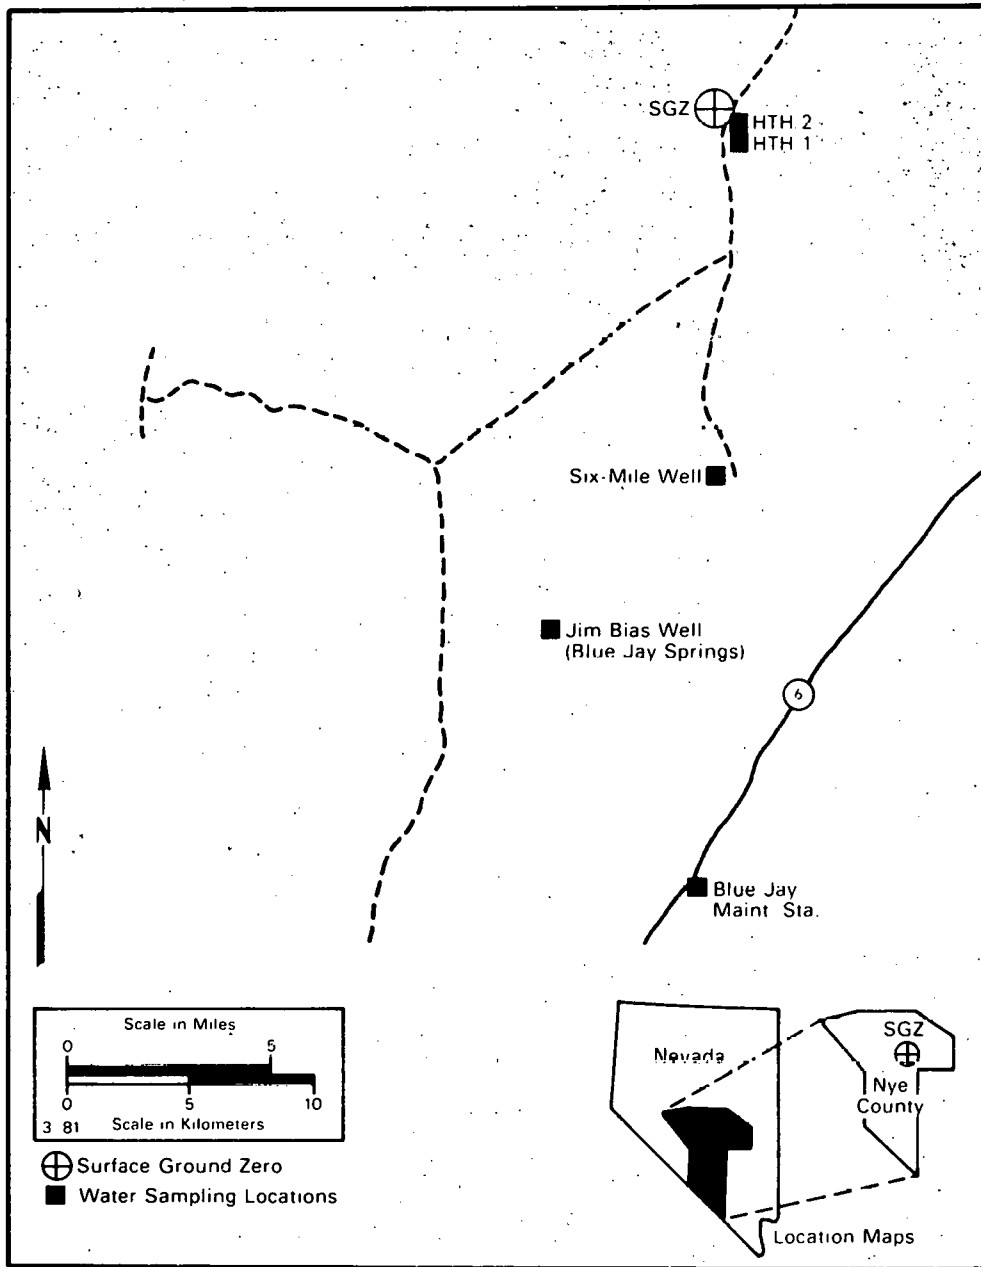 SGZ
HTH 2
HTH 1
Six-Mile Well
Jim Bias Well
(Blue Jay Springs)
6
N
Blue Jay
Maint Sta.
Scale in Miles
0 5
0 5 10
3 81 Scale in Kilometers
Surface Ground Zero
Water Sampling Locations
Nevada
SGZ
Nye
County
Location Maps